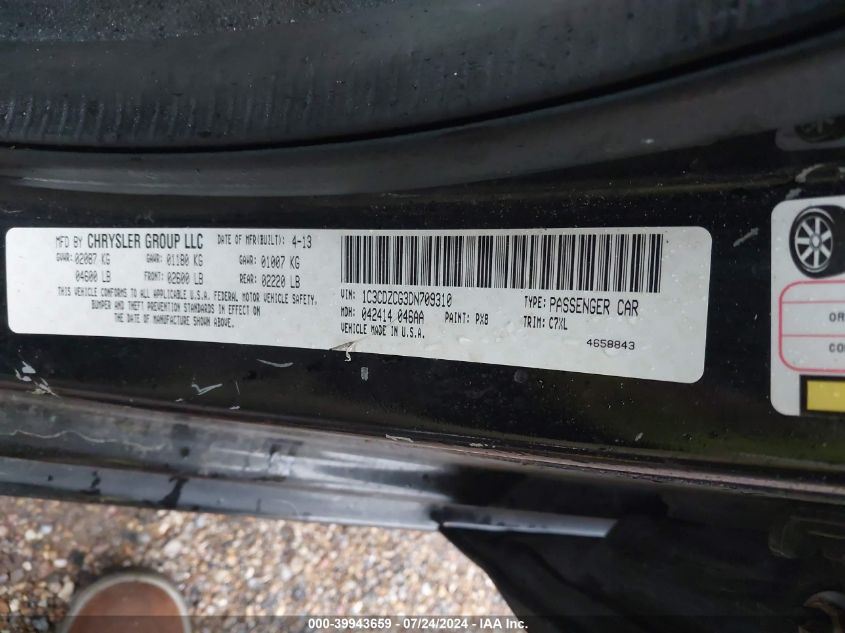 MFD BY CHRYSLER GROUP LLC DATE OF MFR(BUILT): 4-13
GVWR: 02087 KG GAWR: 01180 KG GAWR: 01007 KG
04600 LB FRONT: 02600 LB REAR: 02220 LB
THIS VEHICLE CONFORMS TO ALL APPLICABLE U.S.A. FEDERAL MOTOR VEHICLE SAFETY,
BUMPER AND THEFT PREVENTION STANDARDS IN EFFECT
ON THE DATE OF MANUFACTURE SHOWN ABOVE.
VIN: 1C3CDZCG3DN709310 TYPE: PASSENGER CAR
MDH: 042414 046AA PAINT: PX8 TRIM: C7XL
VEHICLE MADE IN U.S.A.
4658843
000-39943659 - 07/24/2024 - IAA Inc.